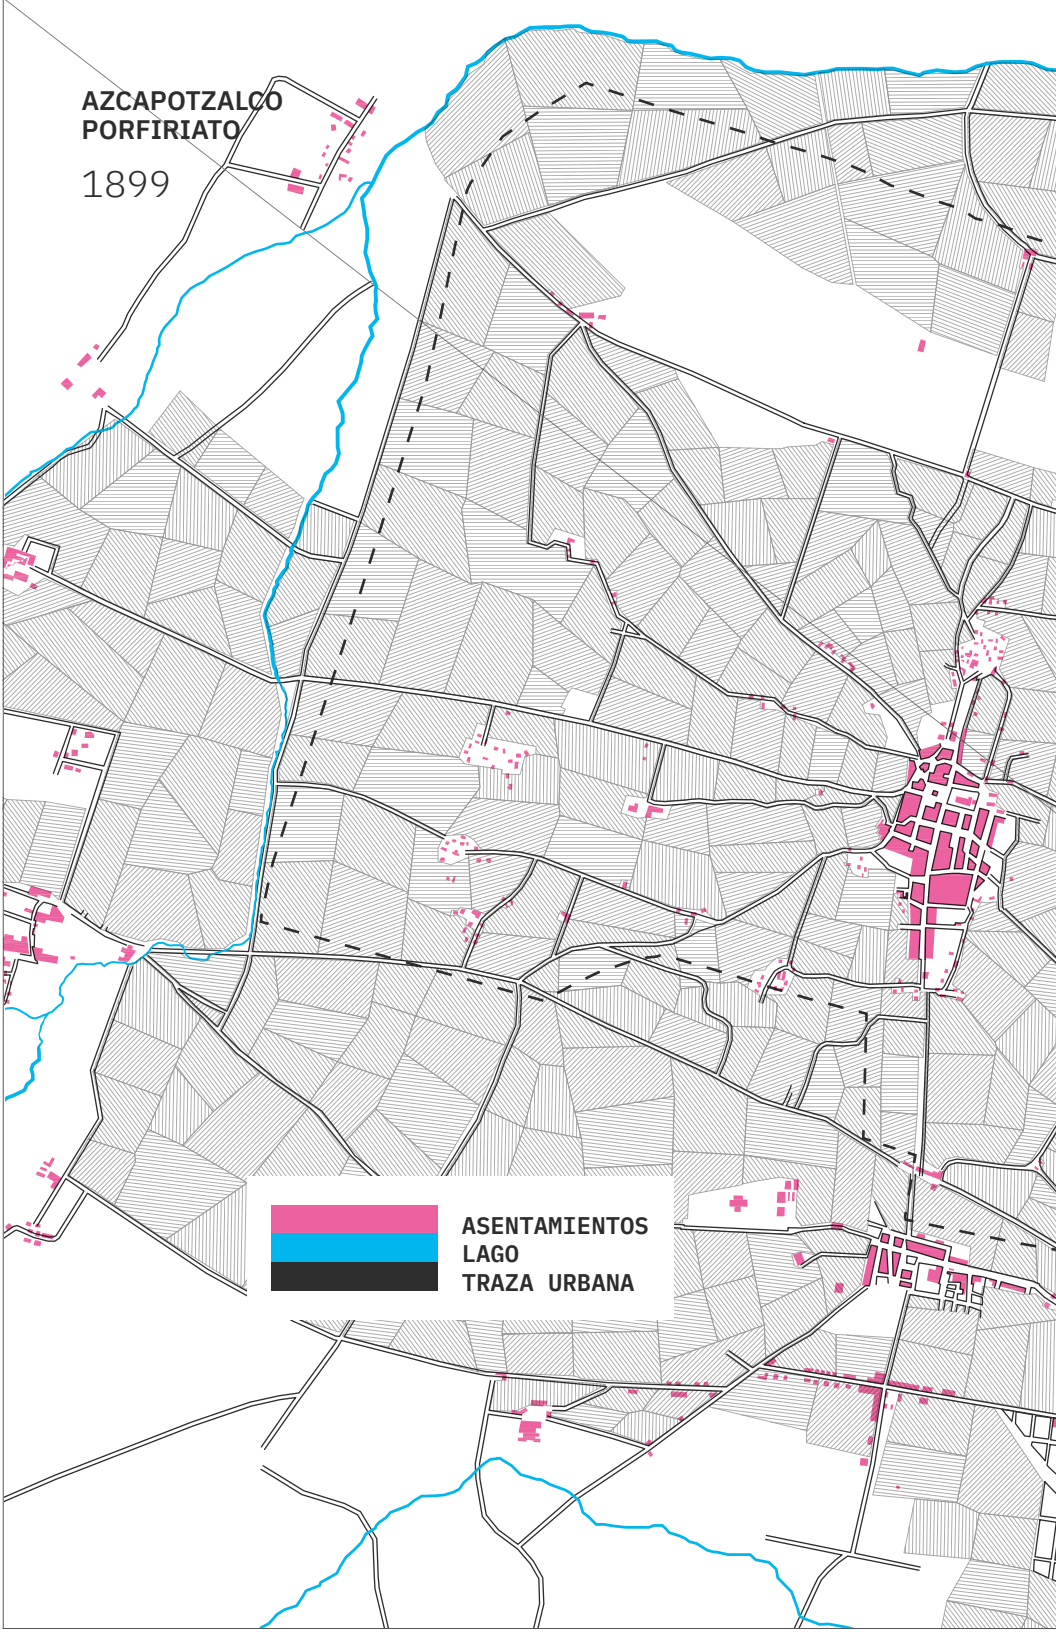 AZCAPOTZALCO
PORFIRIATO
1899
ASENTAMIENTOS
LAGO
TRAZA URBANA